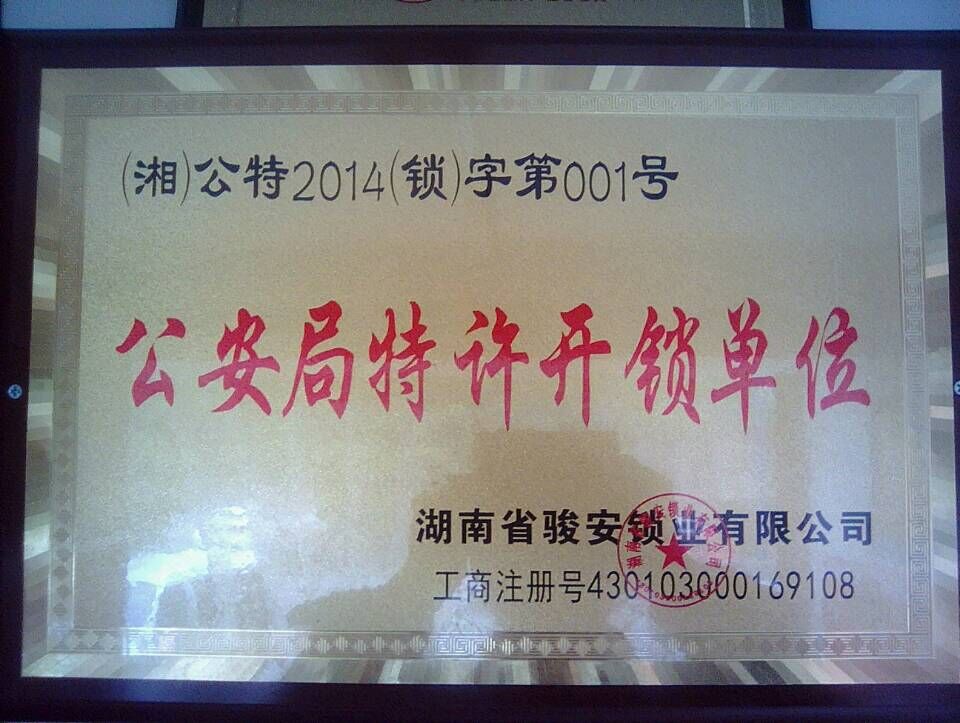 (湘)公特2014(锁)字第001号
公安局特许开锁单位
湖南省骏安锁业有限公司
工商注册号430103000169108